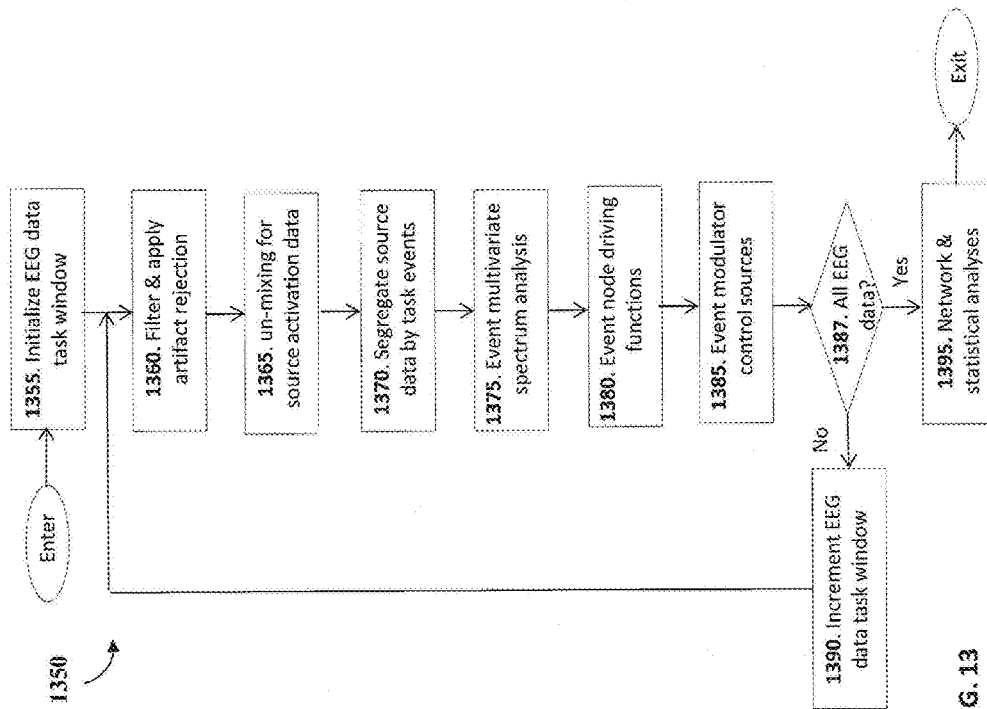 1350
Enter
1355. Initialize EEG data
task window
1360. Filter & apply
artifact rejection
1365. un-mixing for
source activation data
1370. Segregate source
data by task events
1375. Event multivariate
spectrum analysis
1380. Event node driving
functions
1385. Event modulator
control sources
1387. All EEG
data?
No
Yes
1390. Increment EEG
data task window
1395. Network &
statistical analyses
Exit
G. 13